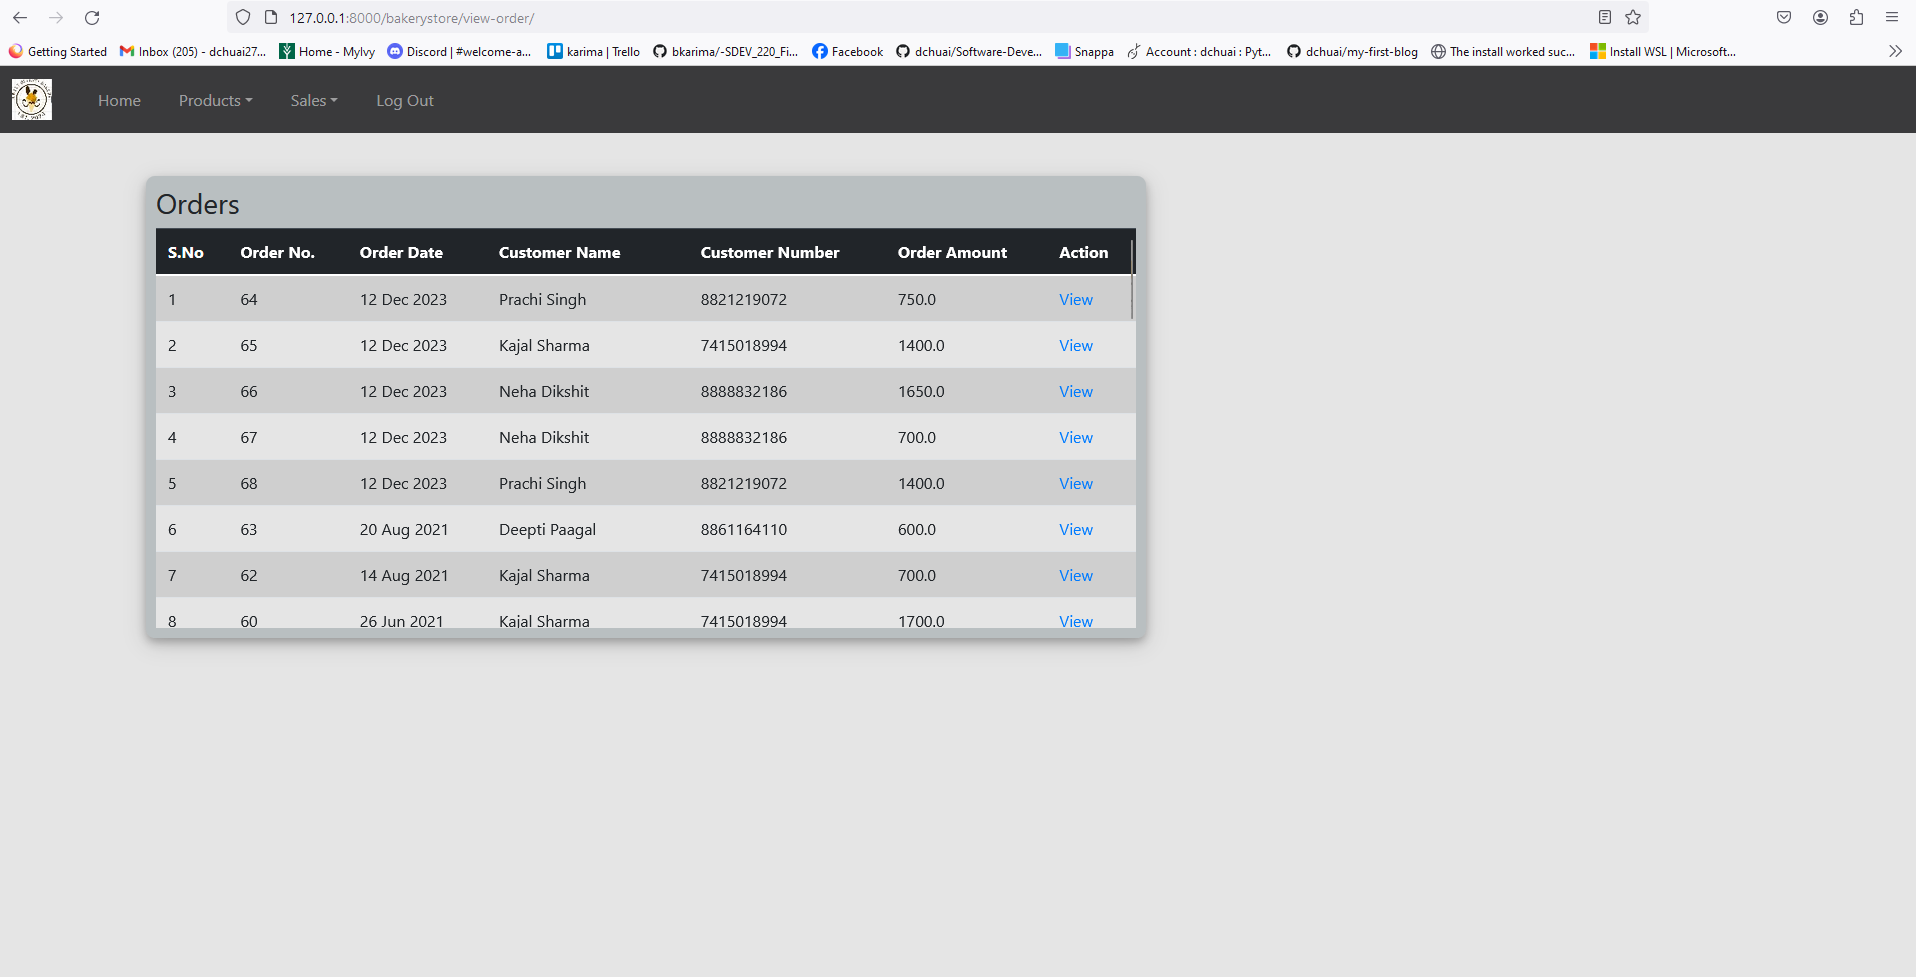 127.0.0.1:8000/bakerystore/view-order/
Getting Started Inbox (205) - dchuai27... Home - MyIvy Discord | #welcome-a... karima | Trello bkarima/-SDEV_220_Fi... Facebook dchuai/Software-Deve... Snappa Account : dchuai : Pyt... dchuai/my-first-blog The install worked suc... Install WSL | Microsoft...
Home Products Sales Log Out
Orders
S.No Order No. Order Date Customer Name Customer Number Order Amount Action
1 64 12 Dec 2023 Prachi Singh 8821219072 750.0 View
2 65 12 Dec 2023 Kajal Sharma 7415018994 1400.0 View
3 66 12 Dec 2023 Neha Dikshit 8888832186 1650.0 View
4 67 12 Dec 2023 Neha Dikshit 8888832186 700.0 View
5 68 12 Dec 2023 Prachi Singh 8821219072 1400.0 View
6 63 20 Aug 2021 Deepti Paagal 8861164110 600.0 View
7 62 14 Aug 2021 Kajal Sharma 7415018994 700.0 View
8 60 26 Jun 2021 Kajal Sharma 7415018994 1700.0 View